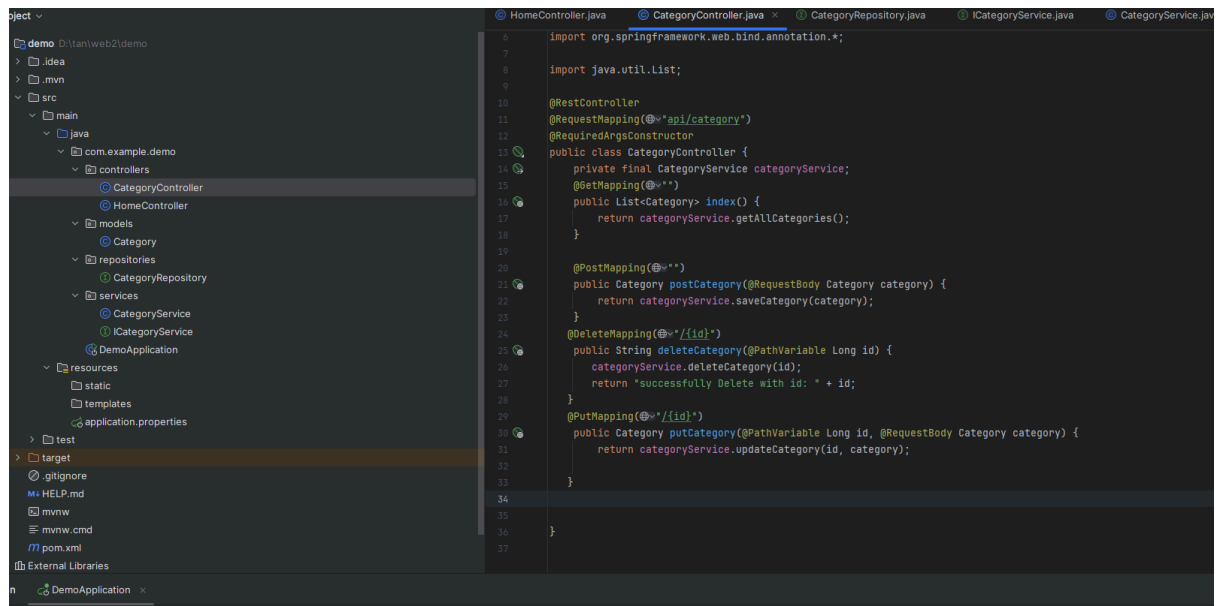 oject
demo D:\tan\web2\demo
.idea
.mvn
src
main
java
com.example.demo
controllers
CategoryController
HomeController
models
Category
repositories
CategoryRepository
services
CategoryService
ICategoryService
DemoApplication
resources
static
templates
application.properties
test
target
.gitignore
HELP.md
mvnw
mvnw.cmd
pom.xml
External Libraries
HomeController.java CategoryController.java × CategoryRepository.java ICategoryService.java CategoryService.jav
6 import org.springframework.web.bind.annotation.*;
7
8 import java.util.List;
9
10 @RestController
11 @RequestMapping("api/category")
12 @RequiredArgsConstructor
13 public class CategoryController {
14 private final CategoryService categoryService;
15 @GetMapping("")
16 public List<Category> index() {
17 return categoryService.getAllCategories();
18 }
19
20 @PostMapping("")
21 public Category postCategory(@RequestBody Category category) {
22 return categoryService.saveCategory(category);
23 }
24 @DeleteMapping("/{id}")
25 public String deleteCategory(@PathVariable Long id) {
26 categoryService.deleteCategory(id);
27 return "successfully Delete with id: " + id;
28 }
29 @PutMapping("/{id}")
30 public Category putCategory(@PathVariable Long id, @RequestBody Category category) {
31 return categoryService.updateCategory(id, category);
32
33 }
34
35
36 }
37
n DemoApplication ×